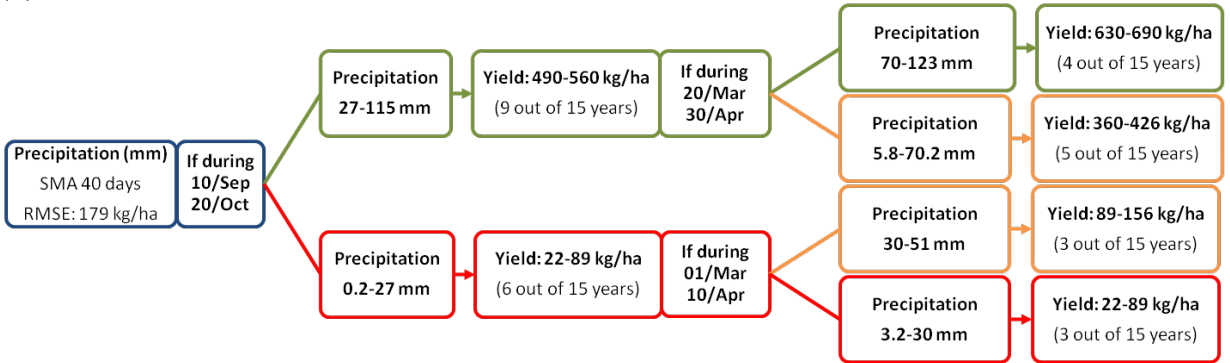 Precipitation (mm)
SMA 40 days
RMSE: 179 kg/ha
If during
10/Sep
20/Oct
Precipitation
27-115 mm
Yield: 490-560 kg/ha
(9 out of 15 years)
If during
20/Mar
30/Apr
Precipitation
70-123 mm
Yield: 630-690 kg/ha
(4 out of 15 years)
Precipitation
5.8-70.2 mm
Yield: 360-426 kg/ha
(5 out of 15 years)
Precipitation
0.2-27 mm
Yield: 22-89 kg/ha
(6 out of 15 years)
If during
01/Mar
10/Apr
Precipitation
30-51 mm
Yield: 89-156 kg/ha
(3 out of 15 years)
Precipitation
3.2-30 mm
Yield: 22-89 kg/ha
(3 out of 15 years)